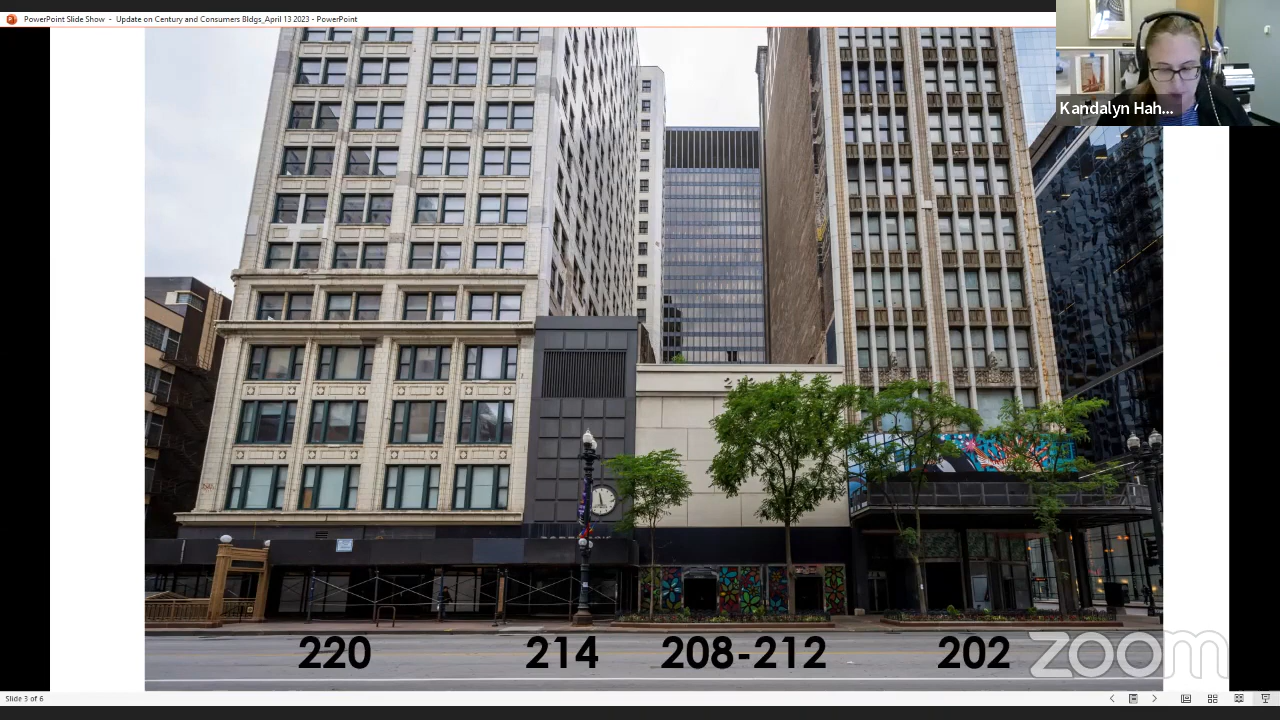 PowerPoint Slide Show - Update on Century and Consumers Bldgs_April 13 2023 - PowerPoint
Kandalyn Hah...
220 214 208-212 202
zoom
Slide 3 of 6